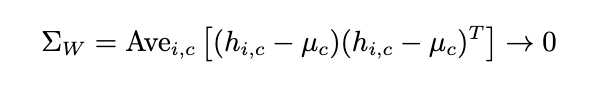 Σ_W = Ave_{i,c} [(h_{i,c} − μ_c)(h_{i,c} − μ_c)^T] → 0